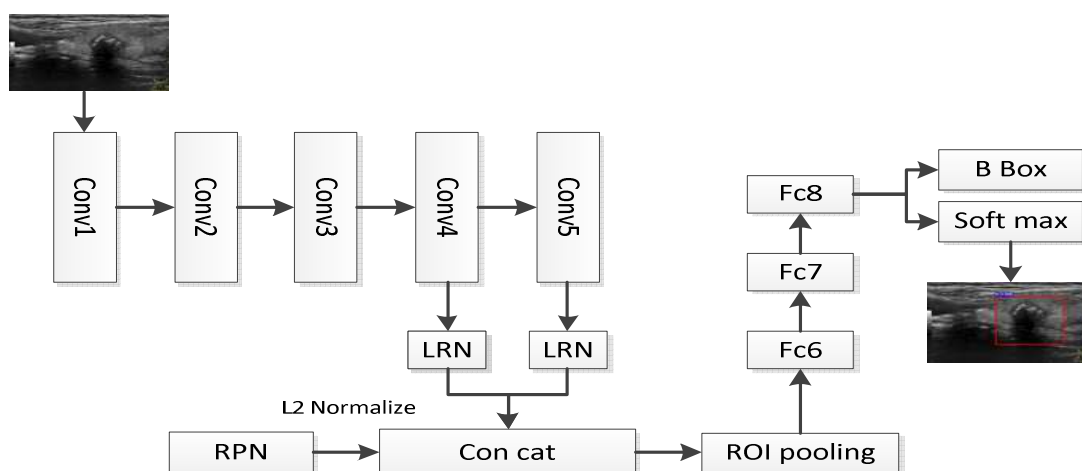 Conv1
Conv2
Conv3
Conv4
Conv5
LRN
LRN
L2 Normalize
RPN
Con cat
ROI pooling
Fc6
Fc7
Fc8
B Box
Soft max